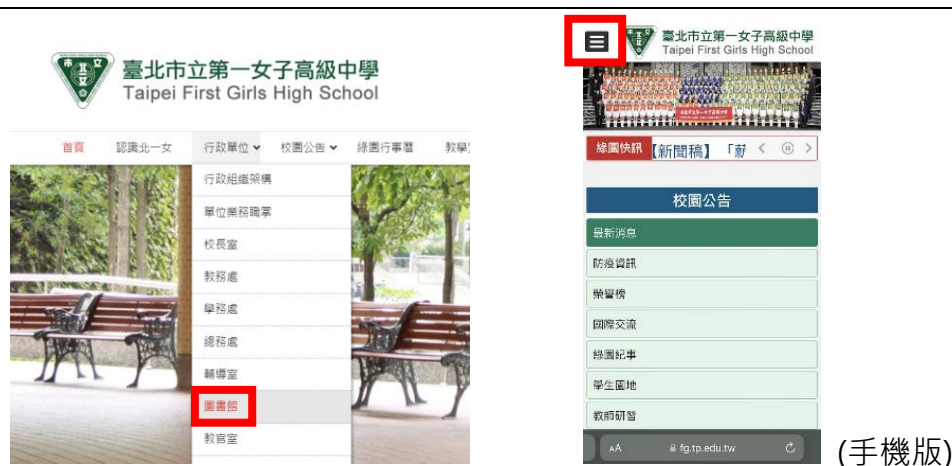 臺北市立第一女子高級中學
Taipei First Girls High School
首頁 認識北一女 行政單位 校園公告 綠園行事曆
行政組織架構
單位業務職掌
校長室
教務處
學務處
總務處
輔導室
圖書館
教官室
臺北市立第一女子高級中學
Taipei First Girls High School
綠園快訊 【新聞稿】
校園公告
最新消息
防疫資訊
榮譽榜
國際交流
綠園紀事
學生園地
教師研習
AA fg.tp.edu.tw
(手機版)